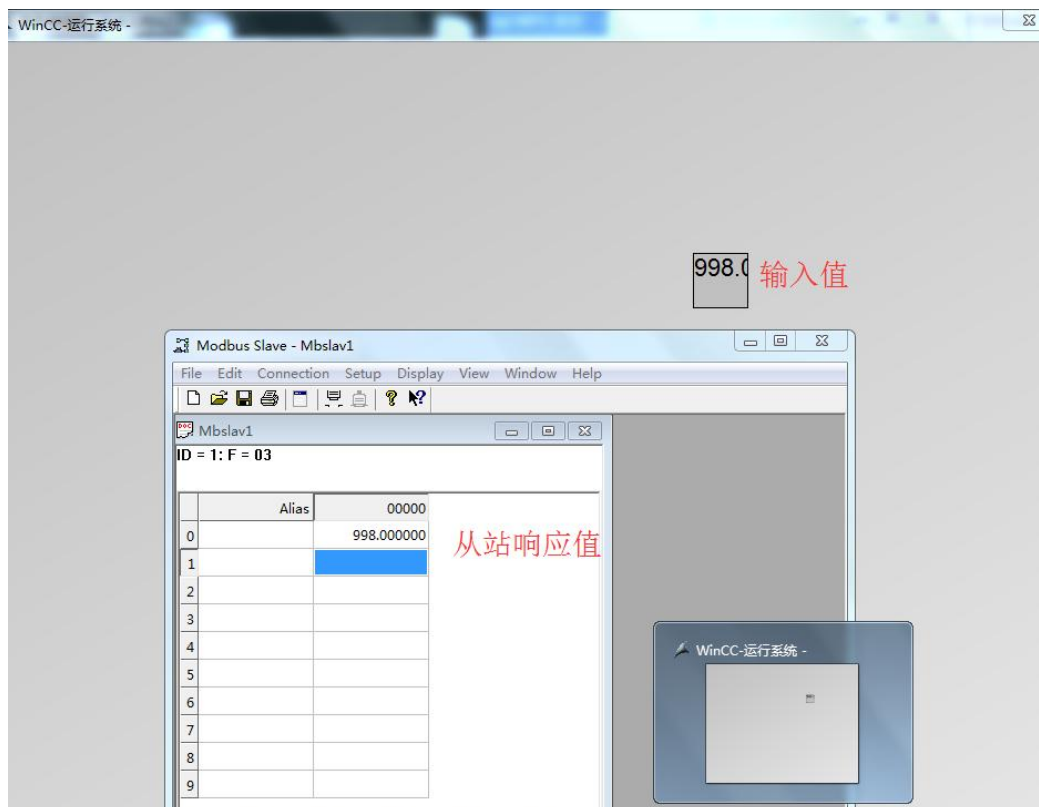 WinCC-运行系统 -
998.0
输入值
Modbus Slave - Mbslav1
File Edit Connection Setup Display View Window Help
Mbslav1
ID = 1: F = 03
Alias 00000
0 998.000000
从站响应值
1
2
3
4
WinCC-运行系统 -
5
6
7
8
9